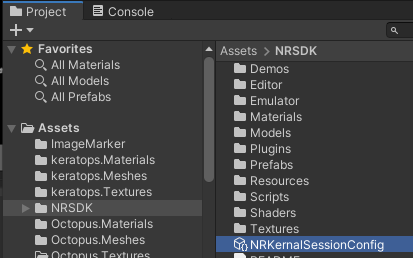 Project
Console
Favorites
All Materials
All Models
All Prefabs
Assets
ImageMarker
keratops.Materials
keratops.Meshes
keratops.Textures
NRSDK
Octopus.Materials
Octopus.Meshes
Octopus.Textures
Assets > NRSDK
Demos
Editor
Emulator
Materials
Models
Plugins
Prefabs
Resources
Scripts
Shaders
Textures
NRKernalSessionConfig
README